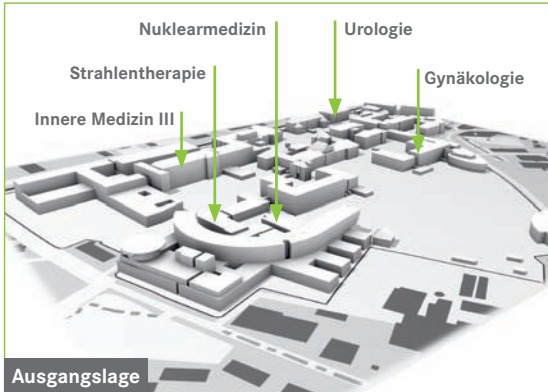 Nuklearmedizin
Urologie
Strahlentherapie
Gynäkologie
Innere Medizin III
Ausgangslage